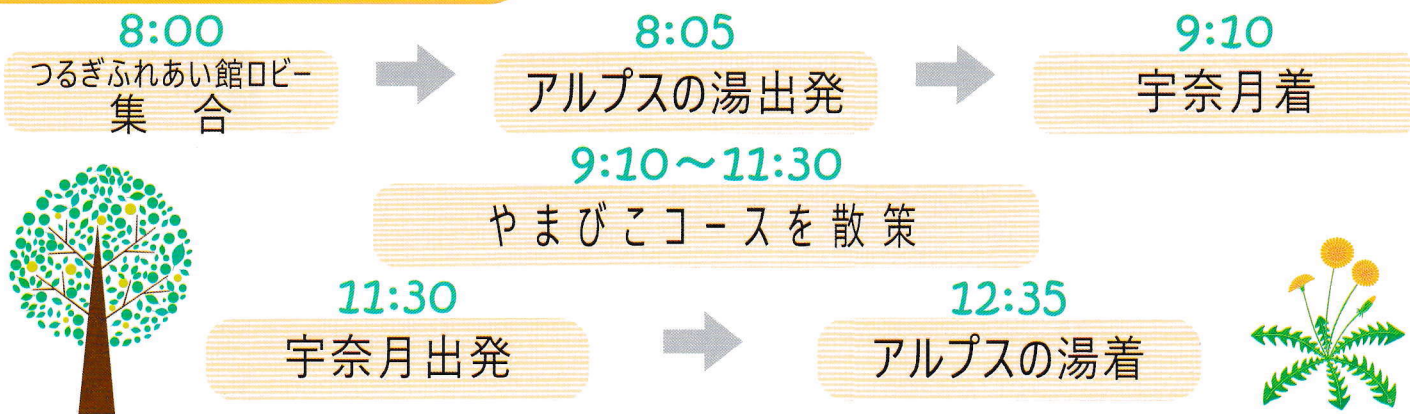 8:00
つるぎふれあい館ロビー
集 合
8:05
アルプスの湯出発
9:10
宇奈月着
9:10～11:30
やまびこコースを散策
11:30
宇奈月出発
12:35
アルプスの湯着